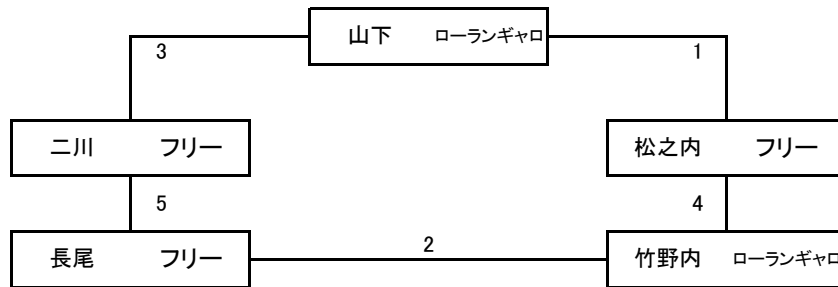 山下 ローランギャロ
3 1
二川 フリー 松之内 フリー
5 4
長尾 フリー 2 竹野内 ローランギャロ